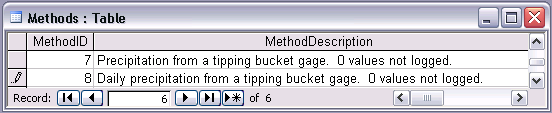 Methods : Table
MethodID MethodDescription
7 Precipitation from a tipping bucket gage.  0 values not logged.
8 Daily precipitation from a tipping bucket gage.  0 values not logged.
Record: 6 of 6